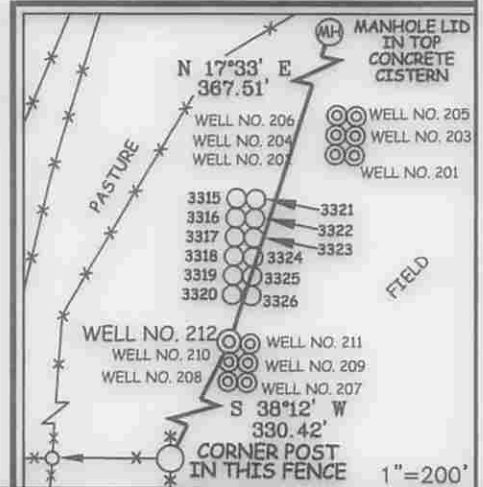 MH
MANHOLE LID
IN TOP
CONCRETE
CISTERN
N 17°33' E
367.51'
WELL NO. 206
WELL NO. 204
WELL NO. 202
WELL NO. 205
WELL NO. 203
WELL NO. 201
PASTURE
3315
3316
3317
3318
3319
3320
3321
3322
3323
3324
3325
3326
FIELD
WELL NO. 212
WELL NO. 210
WELL NO. 208
WELL NO. 211
WELL NO. 209
WELL NO. 207
S 38°12' W
330.42'
CORNER POST
IN THIS FENCE
1"=200'